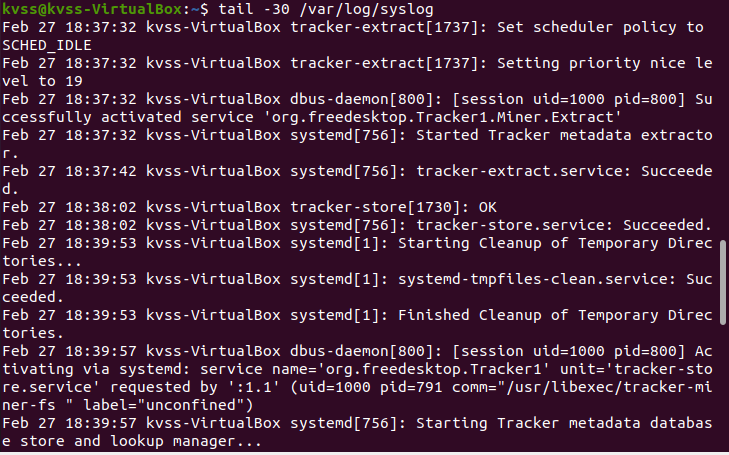 kvss@kvss-VirtualBox:~$ tail -30 /var/log/syslog
Feb 27 18:37:32 kvss-VirtualBox tracker-extract[1737]: Set scheduler policy to
SCHED_IDLE
Feb 27 18:37:32 kvss-VirtualBox tracker-extract[1737]: Setting priority nice le
vel to 19
Feb 27 18:37:32 kvss-VirtualBox dbus-daemon[800]: [session uid=1000 pid=800] Su
ccessfully activated service 'org.freedesktop.Tracker1.Miner.Extract'
Feb 27 18:37:32 kvss-VirtualBox systemd[756]: Started Tracker metadata extracto
r.
Feb 27 18:37:42 kvss-VirtualBox systemd[756]: tracker-extract.service: Succeede
d.
Feb 27 18:38:02 kvss-VirtualBox tracker-store[1730]: OK
Feb 27 18:38:02 kvss-VirtualBox systemd[756]: tracker-store.service: Succeeded.
Feb 27 18:39:53 kvss-VirtualBox systemd[1]: Starting Cleanup of Temporary Direc
tories...
Feb 27 18:39:53 kvss-VirtualBox systemd[1]: systemd-tmpfiles-clean.service: Suc
ceeded.
Feb 27 18:39:53 kvss-VirtualBox systemd[1]: Finished Cleanup of Temporary Direc
tories.
Feb 27 18:39:57 kvss-VirtualBox dbus-daemon[800]: [session uid=1000 pid=800] Ac
tivating via systemd: service name='org.freedesktop.Tracker1' unit='tracker-sto
re.service' requested by ':1.1' (uid=1000 pid=791 comm="/usr/libexec/tracker-mi
ner-fs " label="unconfined")
Feb 27 18:39:57 kvss-VirtualBox systemd[756]: Starting Tracker metadata databas
e store and lookup manager...